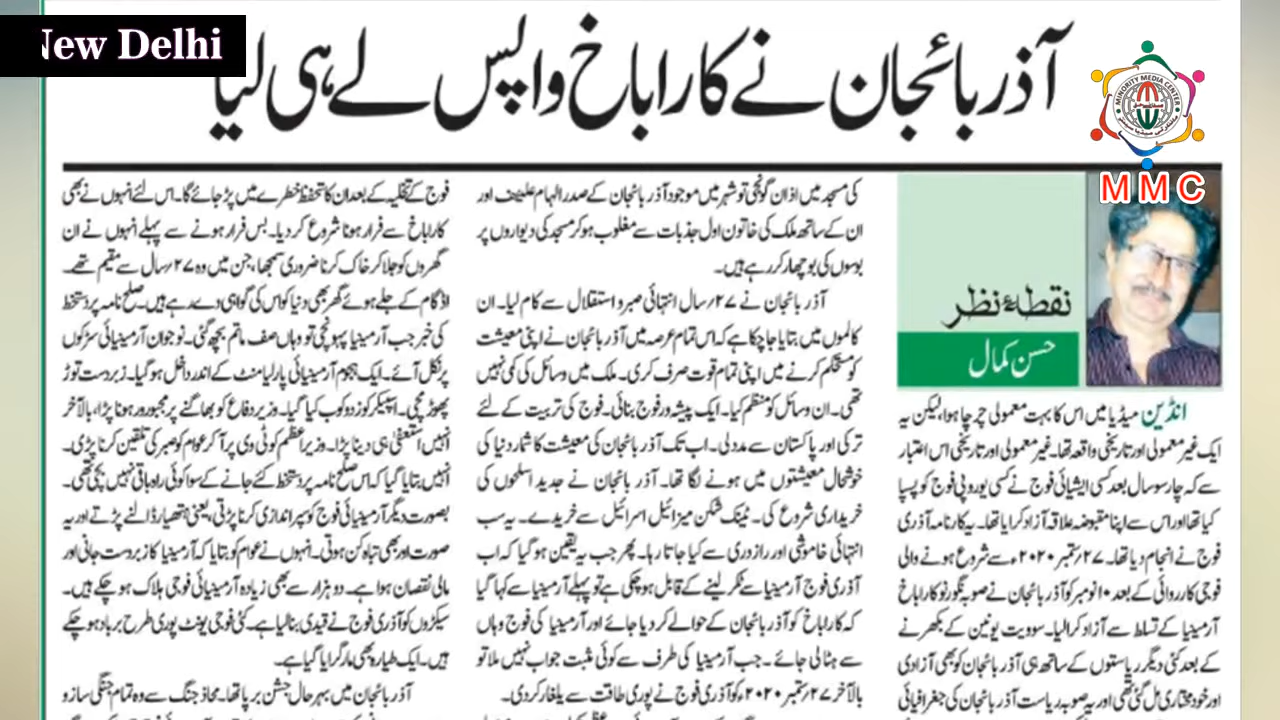 New Delhi
آذربائجان نے کاراباخ واپس لے ہی لیا
MINORITY MEDIA CENTER
MMC
نقطۂ نظر
حسن کمال
انڈین میڈیا میں اس کا بہت معمولی چرچا ہوا، لیکن یہ
ایک غیر معمولی اور تاریخی واقعہ تھا۔ غیر معمولی اور تاریخی اس اعتبار
سے کہ چار سو سال بعد کسی ایشیائی فوج نے کسی یوروپی فوج کو پسپا
کیا تھا اور اس سے اپنا مقبوضہ علاقہ آزاد کرایا تھا۔ یہ کارنامہ آذری
فوج نے انجام دیا تھا۔ ۲۷؍ستمبر ۲۰۲۰ء سے شروع ہونے والی
فوجی کارروائی کے بعد ۱۰ نومبر کو آذربائجان نے صوبہ نگورنو کاراباخ
آرمینیا کے تسلط سے آزاد کرالیا۔ سوویت یونین کے بکھرنے
کے بعد کئی دیگر ریاستوں کے ساتھ ہی آذربائجان کو بھی آزادی
اور خود مختاری مل گئی تھی اور یہ صوبہ ریاست آذربائجان کی جغرافیائی
کی مسجد میں اذان گونجی تو شہر میں موجود آذربائجان کے صدر الہام علییف اور
ان کے ساتھ ملک کی خاتون اول جذبات سے مغلوب ہو کر مسجد کی دیواروں پر
بوسوں کی بوچھار کر رہے ہیں۔
آذربائجان نے ۲۷؍سال انتہائی صبر و استقلال سے کام لیا۔ ان
کالموں میں بتایا جا چکا ہے کہ اس تمام عرصہ میں آذربائجان نے اپنی معیشت
کو مستحکم کرنے میں اپنی تمام قوت صرف کری۔ ملک میں وسائل کی کمی نہیں
تھی۔ ان وسائل کو منظم کیا۔ ایک پیشہ ور فوج بنائی۔ فوج کی تربیت کے لئے
ترکی اور پاکستان سے مدد لی۔ اب تک آذربائجان کی معیشت کا شمار دنیا کی
خوشحال معیشتوں میں ہونے لگا تھا۔ آذربائجان نے جدید اسلحوں کی
خریداری شروع کی۔ ٹینک شکن میزائیل اسرائیل سے خریدے۔ یہ سب
انتہائی خاموشی اور رازدری سے کیا جاتا رہا۔ پھر جب یہ یقین ہو گیا کہ اب
آذری فوج آرمینیا سے ٹکر لینے کے قابل ہو چکی ہے تو پہلے آرمینیا سے کہا گیا
کہ کاراباخ کو آذربائجان کے حوالے کر دیا جائے اور آرمینیا کی فوج وہاں
سے ہٹالی جائے۔ جب آرمینیا کی طرف سے کوئی مثبت جواب نہیں ملا تو
بالآخر ۲۷؍ستمبر ۲۰۲۰ کو آذری فوج نے پوری طاقت سے یلغار کردی۔
فوج کے تخلیہ کے بعد ان کا تحفظ خطرے میں پڑ جائے گا۔ اس لئے انہوں نے بھی
کاراباخ سے فرار ہونا شروع کر دیا۔ بس فرار ہونے سے پہلے انہوں نے ان
گھروں کو جلا کر خاک کرنا ضروری سمجھا، جن میں وہ ۲۷؍سال سے مقیم تھے۔
اڈگام کے جلے ہوئے گھر بھی دنیا کو اس کی گواہی دے رہے ہیں۔ صلح نامہ پر دستخط
کی خبر جب آرمینیا پہونچی تو وہاں صف ماتم بچھ گئی۔ نوجوان آرمینیائی سڑکوں
پر نکل آئے۔ ایک ہجوم آرمینیائی پارلیامنٹ کے اندر داخل ہو گیا۔ زبردست توڑ
پھوڑ مچی۔ اسپیکر کو زدوکوب کیا گیا۔ وزیر دفاع کو بھاگنے پر مجبور ہونا پڑا، بالآخر
انہیں استعفیٰ ہی دینا پڑا۔ وزیر اعظم کو ٹی وی پر آکر عوام کو صبر کی تلقین کرنا پڑی۔
انہیں بتایا گیا کہ اس صلح نامہ پر دستخط کئے جانے کے سوا کوئی راہ باقی نہیں بچی تھی۔
بصورت دیگر آرمینیائی فوج کو سپر اندازی کرنا پڑتی، یعنی ہتھیار ڈالنے پڑتے اور یہ
صورت اور بھی تباہ کن ہوتی۔ انہوں نے عوام کو بتایا کہ آرمینیا کا زبردست جانی اور
مالی نقصان ہوا ہے۔ دو ہزار سے بھی زیادہ آرمینیائی فوجی ہلاک ہو چکے ہیں۔
سیکڑوں کو آذری فوج نے قیدی بنا لیا ہے۔ کئی فوجی یونٹ پوری طرح برباد ہو چکے
ہیں۔ ایک طیارہ بھی مار گرایا گیا ہے۔
آذربائجان میں بہرحال جشن برپا تھا۔ محاذ جنگ سے وہ تمام جنگی ساز و